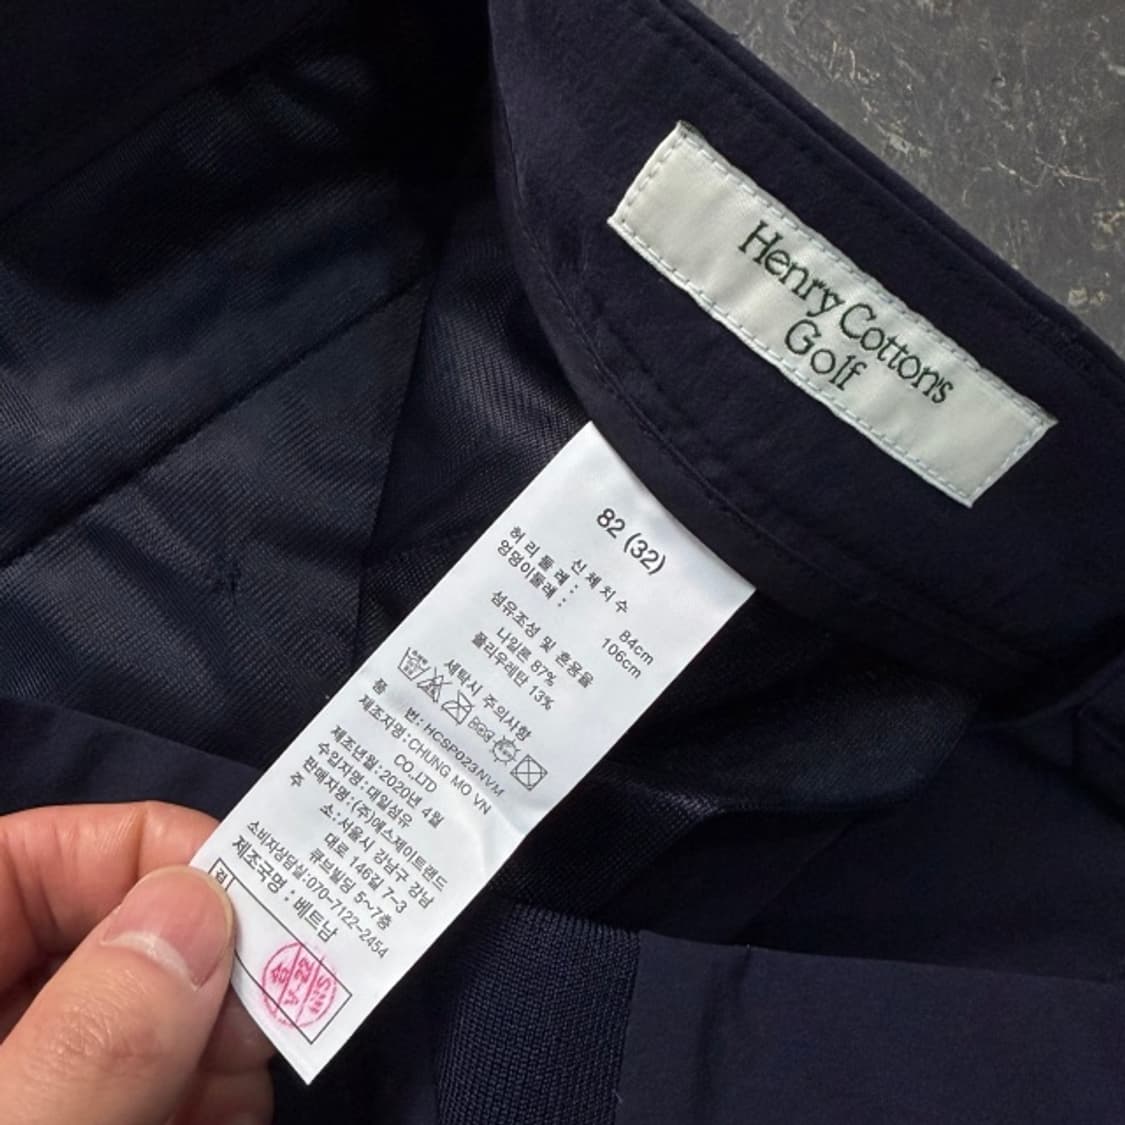 Henry Cotton's
Golf
82 (32)
신체치수
허리둘레 : 84cm
엉덩이둘레 : 106cm
섬유조성 및 혼용율
나일론 87%
폴리우레탄 13%
세탁시 주의사항
품 번: HCSP023NVM
제조자명: CHUNG MO VN
CO.,LTD
제조년월: 2020년 4월
수입자명: 대일섬유
판매자명: (주)에스제이트랜드
주 소: 서울시 강남구 강남
대로 146길 7-3
큐브빌딩 5~7층
소비자상담실: 070-7122-2454
제조국명 : 베트남
검